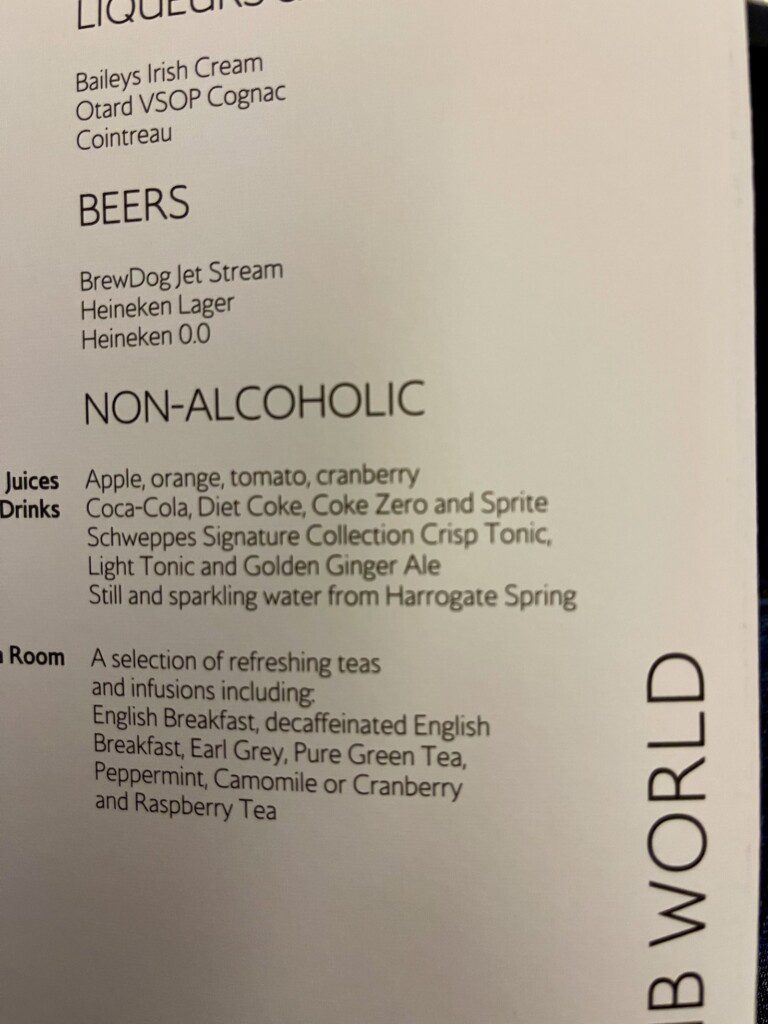 LIQUEURS
Baileys Irish Cream
Otard VSOP Cognac
Cointreau
BEERS
BrewDog Jet Stream
Heineken Lager
Heineken 0.0
NON-ALCOHOLIC
Juices Apple, orange, tomato, cranberry
Drinks Coca-Cola, Diet Coke, Coke Zero and Sprite
Schweppes Signature Collection Crisp Tonic,
Light Tonic and Golden Ginger Ale
Still and sparkling water from Harrogate Spring
Room A selection of refreshing teas
and infusions including:
English Breakfast, decaffeinated English
Breakfast, Earl Grey, Pure Green Tea,
Peppermint, Camomile or Cranberry
and Raspberry Tea
WORLD